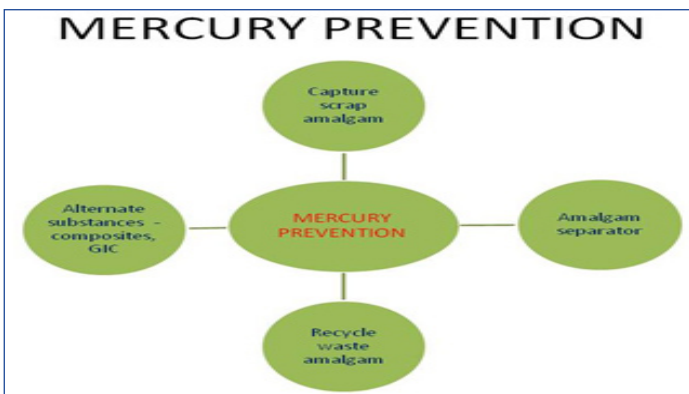 MERCURY PREVENTION
Capture
scrap
amalgam
Alternate
substances -
composites,
GIC
MERCURY
PREVENTION
Amalgam
separator
Recycle
waste
amalgam